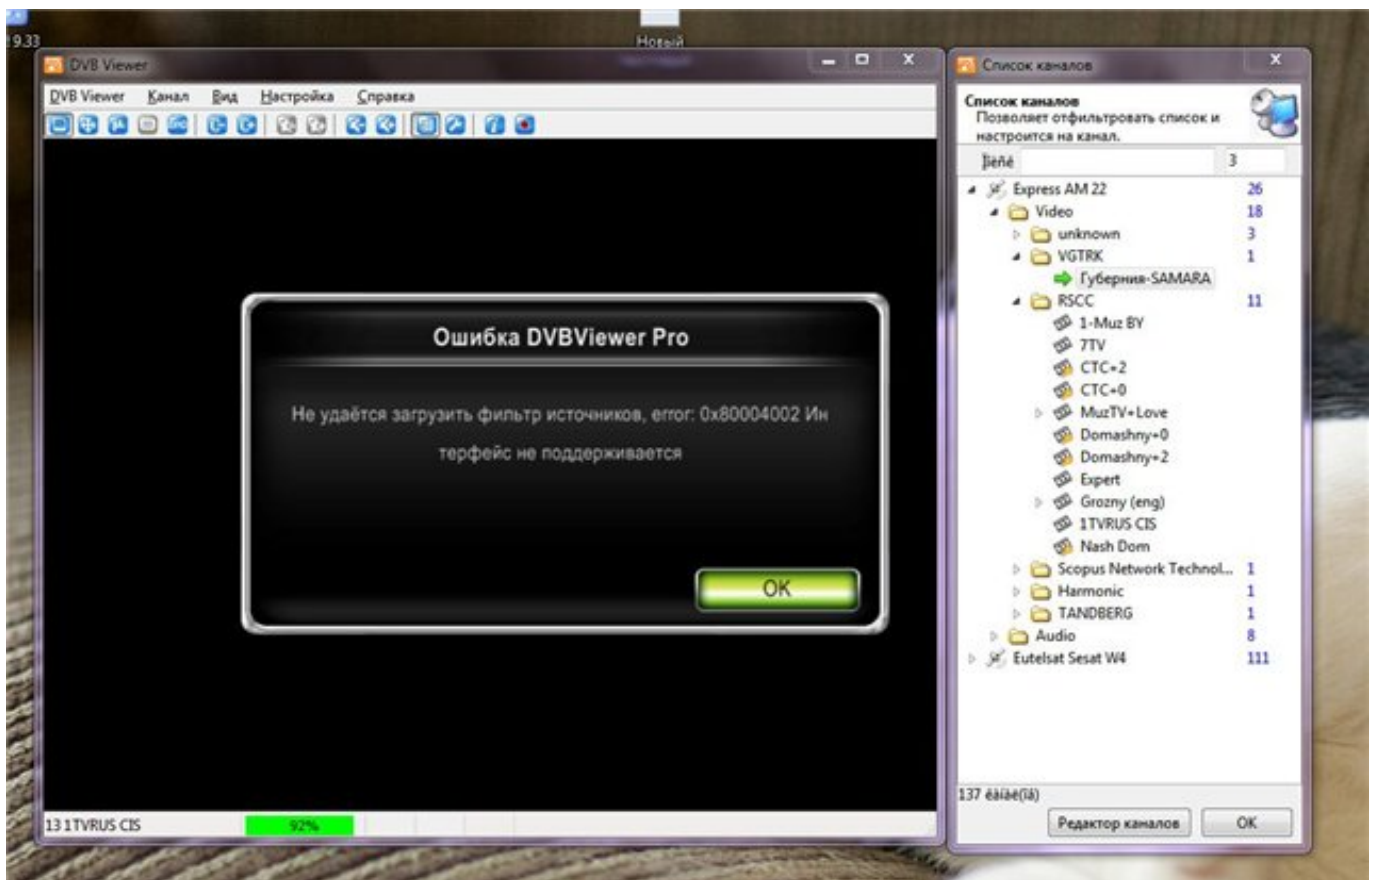 19.33
Новый
DVB Viewer
DVB Viewer Канал Вид Настройка Справка
Ошибка DVBViewer Pro
Не удаётся загрузить фильтр источников, error: 0x80004002 Ин
терфейс не поддерживается
OK
13 1TVRUS CIS 92%
Список каналов
Список каналов
Позволяет отфильтровать список и
настроится на канал.
3
Express AM 22 26
Video 18
unknown 3
VGTRK 1
Губерния-SAMARA
RSCC 11
1-Muz BY
7TV
CTC+2
CTC+0
MuzTV+Love
Domashny+0
Domashny+2
Expert
Grozny (eng)
1TVRUS CIS
Nash Dom
Scopus Network Technol... 1
Harmonic 1
TANDBERG 1
Audio 8
Eutelsat Sesat W4 111
137 êàíàë(îâ)
Редактор каналов OK